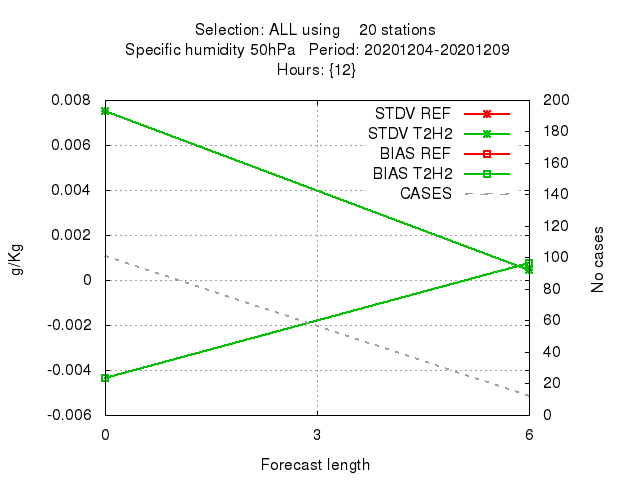 Selection: ALL using    20 stations
Specific humidity 50hPa   Period: 20201204-20201209
Hours: {12}
0.008
0.006
0.004
0.002
0
-0.002
-0.004
-0.006
g/Kg
STDV REF
STDV T2H2
BIAS REF
BIAS T2H2
CASES
200
180
160
140
120
100
80
60
40
20
0
No cases
0 3 6
Forecast length